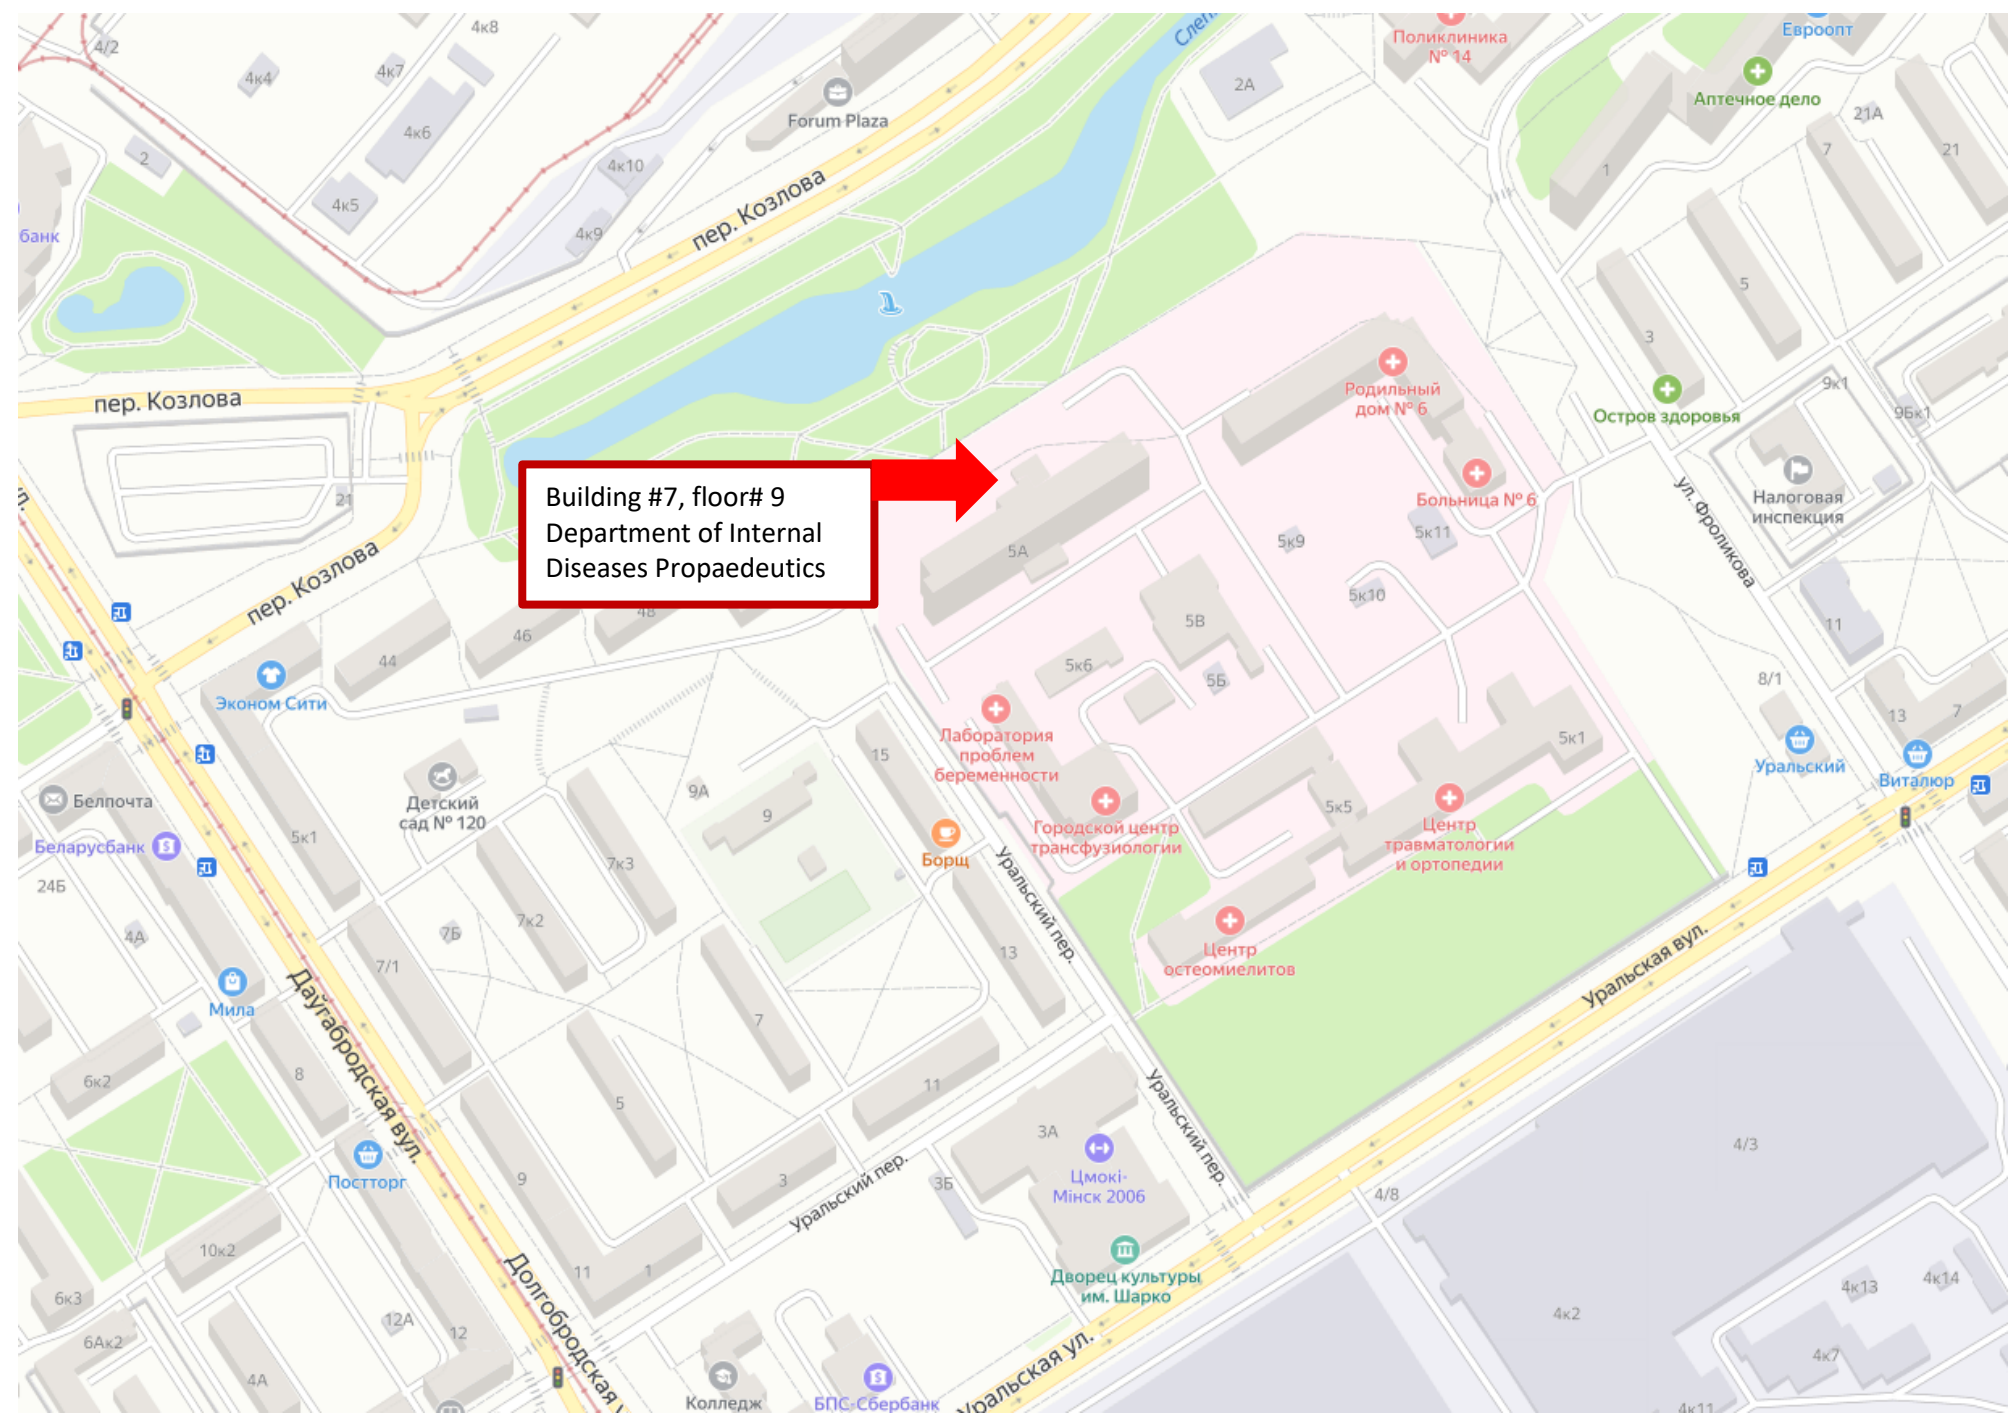 4/2
4к8
4к4
4к7
4к6
2
4к5
4к10
4к9
Forum Plaza
пер. Козлова
2А
Поликлиника
№ 14
Евроопт
Аптечное дело
21А
7
21
1
банк
5
3
Родильный
дом № 6
Остров здоровья
9к1
9Бк1
пер. Козлова
Больница № 6
Налоговая
инспекция
21
Building #7, floor# 9
Department of Internal
Diseases Propaedeutics
5А
5к9
5к11
ул. Фроликова
пер. Козлова
5к10
48
46
44
5В
11
5к6
5Б
8/1
Эконом Сити
13
7
Лаборатория
проблем
беременности
15
5к1
Уральский
Виталюр
Белпочта
Детский
сад № 120
9А
9
5к5
5к1
Беларусбанк
Городской центр
трансфузиологии
Центр
травматологии
и ортопедии
24Б
7к3
Борщ
Уральский пер.
4А
7Б
7к2
13
Центр
остеомиелитов
Уральская вул.
7/1
Мила
Даўгабродская вул.
7
6к2
8
5
11
Уральский пер.
3А
4/3
Цмокі-
Мінск 2006
Постторг
9
3
Уральский пер.
3Б
4/8
10к2
11
1
Дворец культуры
им. Шарко
6к3
12А
12
Долгобродская
4к13
4к14
4к2
6Ак2
4А
Уральская ул.
4к7
Колледж
БПС-Сбербанк
4к11